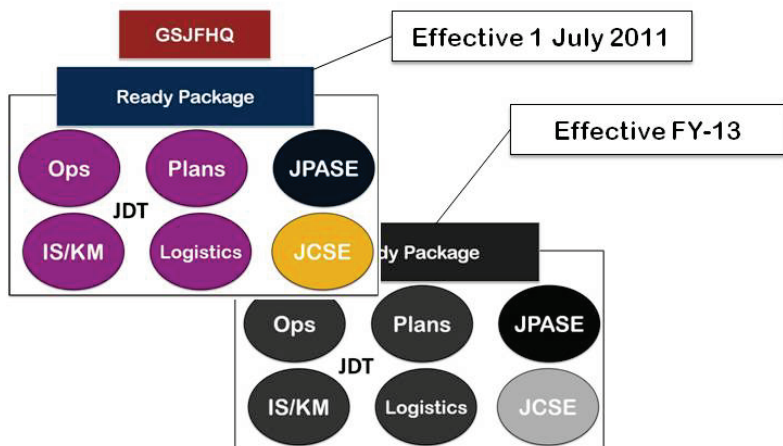 GSJFHQ
Effective 1 July 2011
Ready Package
Effective FY-13
Ops
Plans
JPASE
JDT
IS/KM
Logistics
JCSE
dy Package
Ops
Plans
JPASE
JDT
IS/KM
Logistics
JCSE